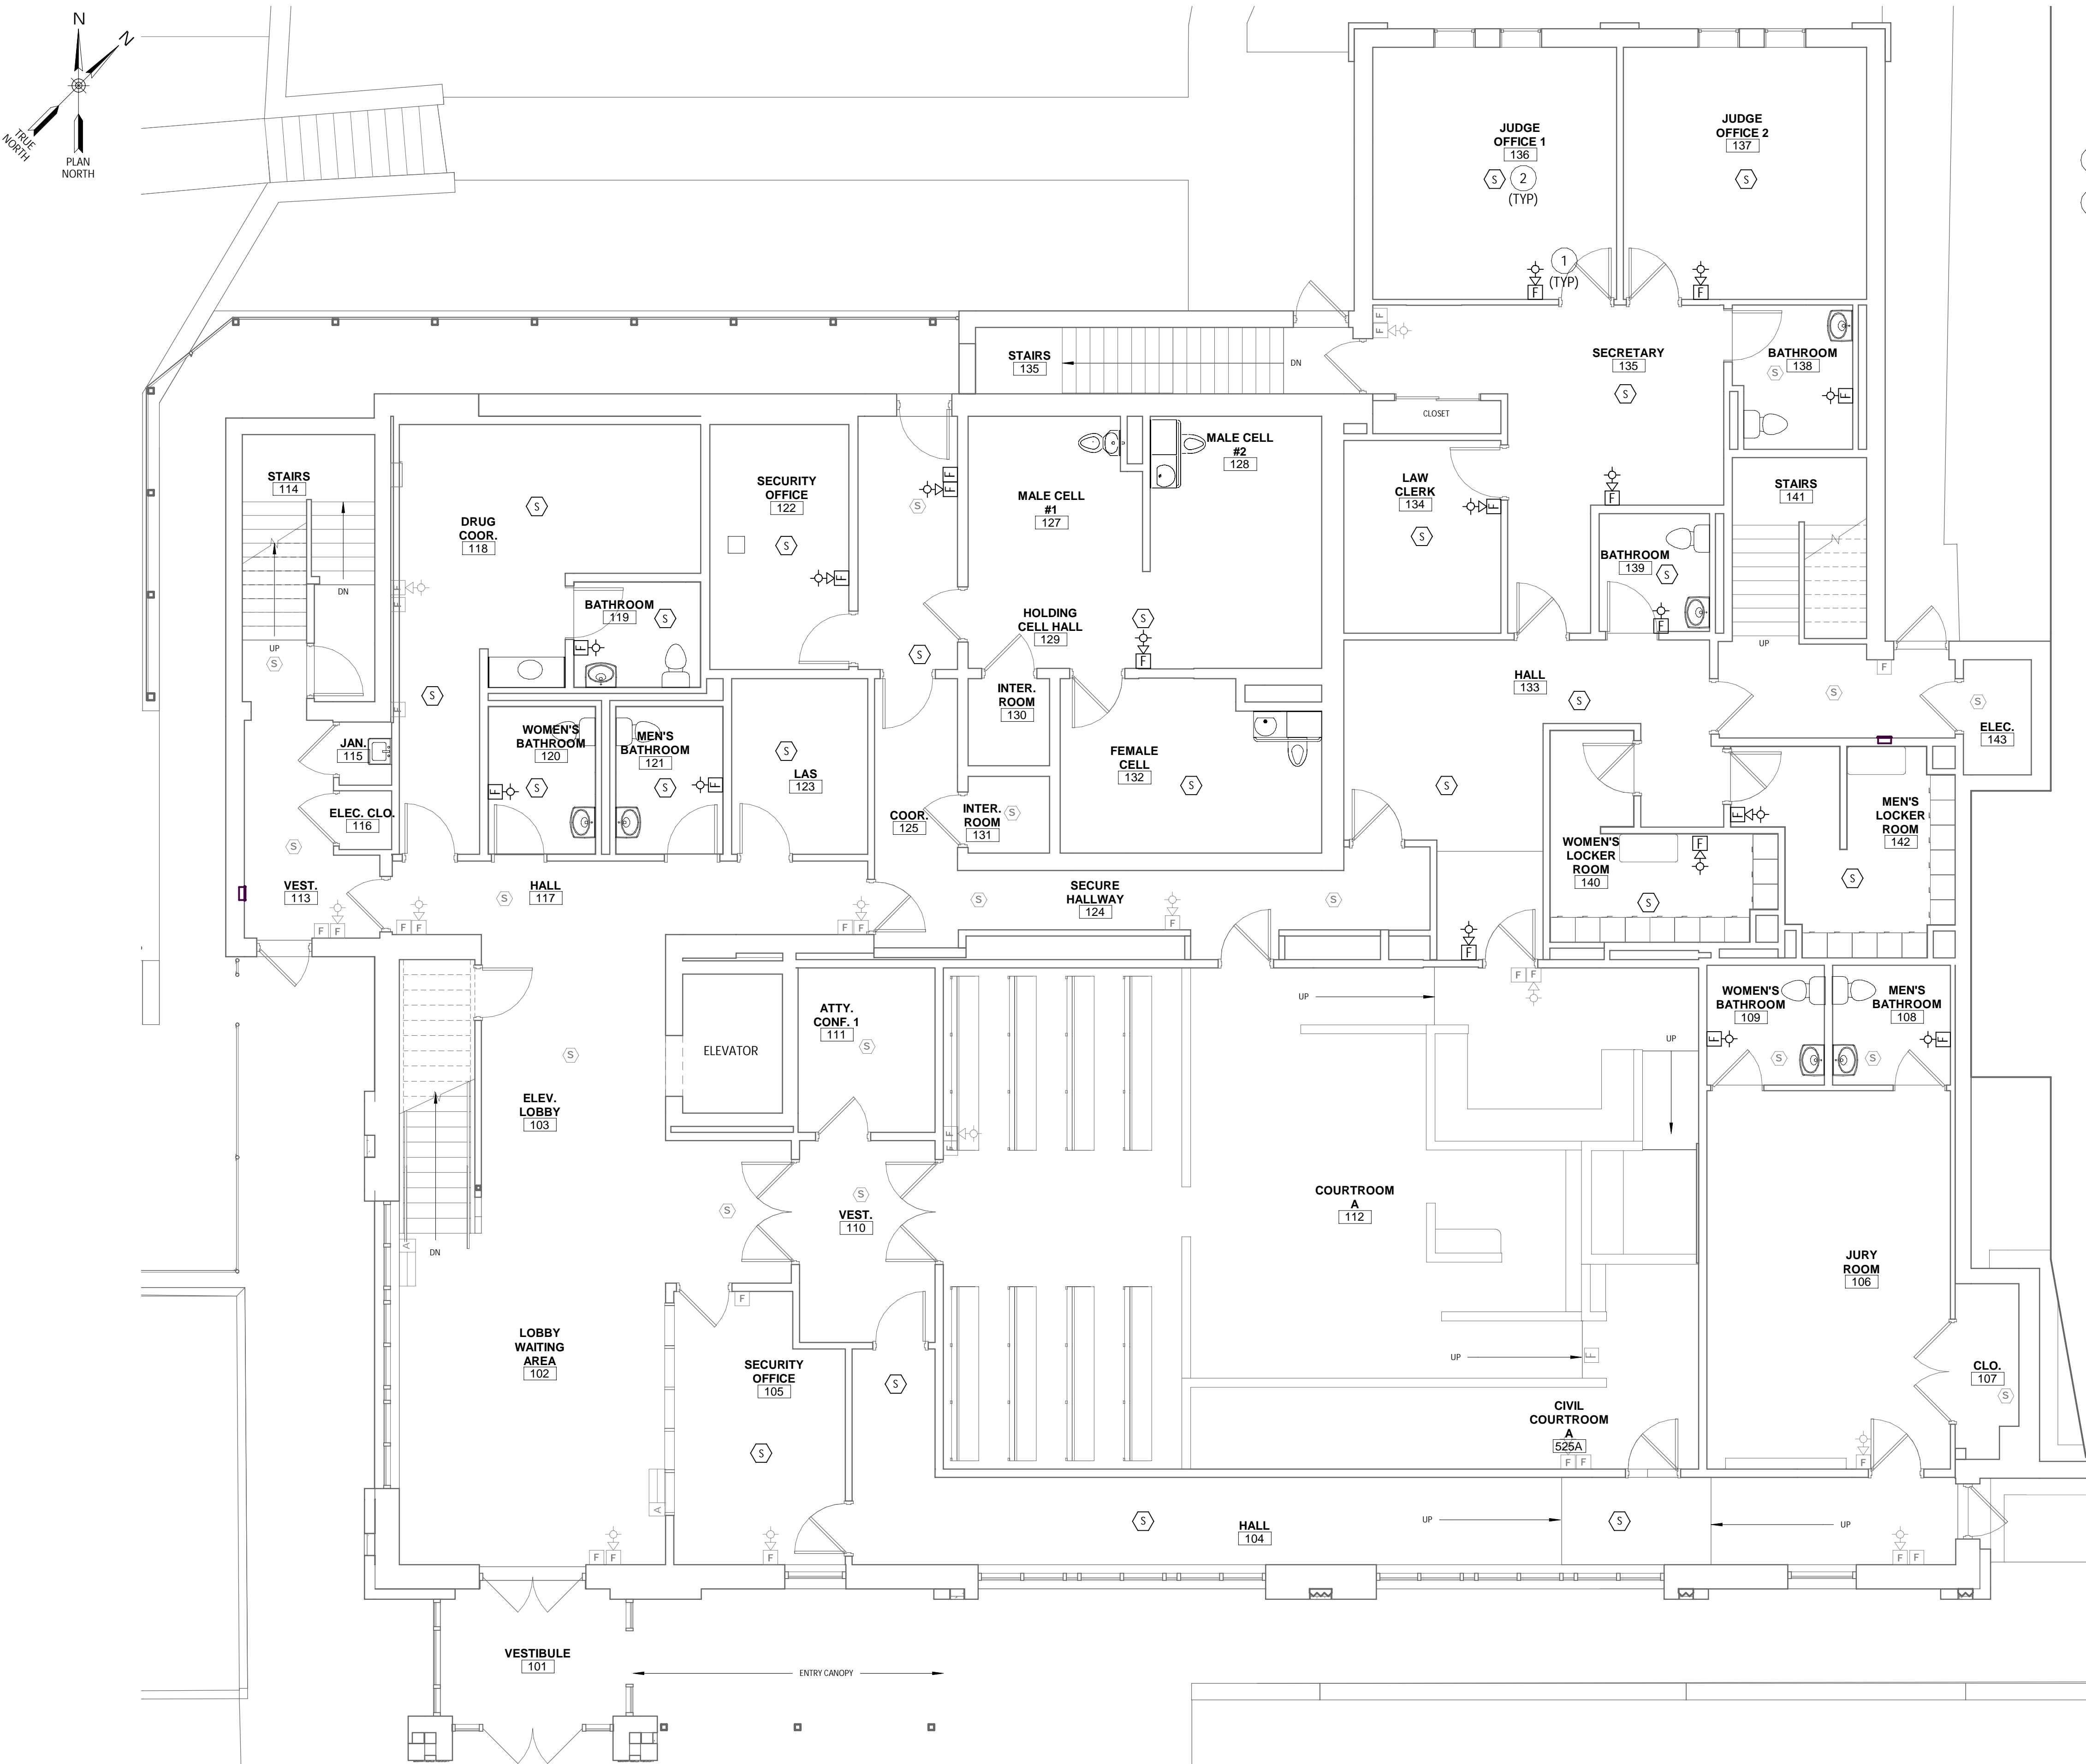 N
N
TRUE
NORTH
PLAN
NORTH
JUDGE
OFFICE 1
136
S
2
(TYP)
JUDGE
OFFICE 2
137
S
1
(TYP)
F
F
F
F
STAIRS
135
DN
SECRETARY
135
S
BATHROOM
138
S
F
CLOSET
STAIRS
114
DN
UP
S
DRUG
COOR.
118
S
SECURITY
OFFICE
122
S
F
F
F
S
MALE CELL
#1
127
MALE CELL
#2
128
LAW
CLERK
134
S
F
F
STAIRS
141
UP
BATHROOM
139
S
F
F
F
BATHROOM
119
S
F
HOLDING
CELL HALL
129
S
F
S
S
F
JAN.
115
WOMEN'S
BATHROOM
120
S
F
MEN'S
BATHROOM
121
S
F
LAS
123
S
INTER.
ROOM
130
FEMALE
CELL
132
S
HALL
133
S
S
S
F
S
ELEC.
143
ELEC. CLO.
116
S
COOR.
125
INTER.
ROOM
131
S
WOMEN'S
LOCKER
ROOM
140
S
F
F
MEN'S
LOCKER
ROOM
142
S
VEST.
113
F F
F F
S
HALL
117
F F
S
SECURE
HALLWAY
124
F
S
F
F F
ATTY.
CONF. 1
111
S
ELEVATOR
S
ELEV.
LOBBY
103
UP
UP
WOMEN'S
BATHROOM
109
F
S
MEN'S
BATHROOM
108
F
S
F
F
DN
A
S
S
VEST.
110
COURTROOM
A
112
JURY
ROOM
106
F
LOBBY
WAITING
AREA
102
SECURITY
OFFICE
105
S
S
UP
F
CLO.
107
S
CIVIL
COURTROOM
A
525A
F F
F
A
F F
F
S
HALL
104
UP
S
UP
F F
VESTIBULE
101
ENTRY CANOPY